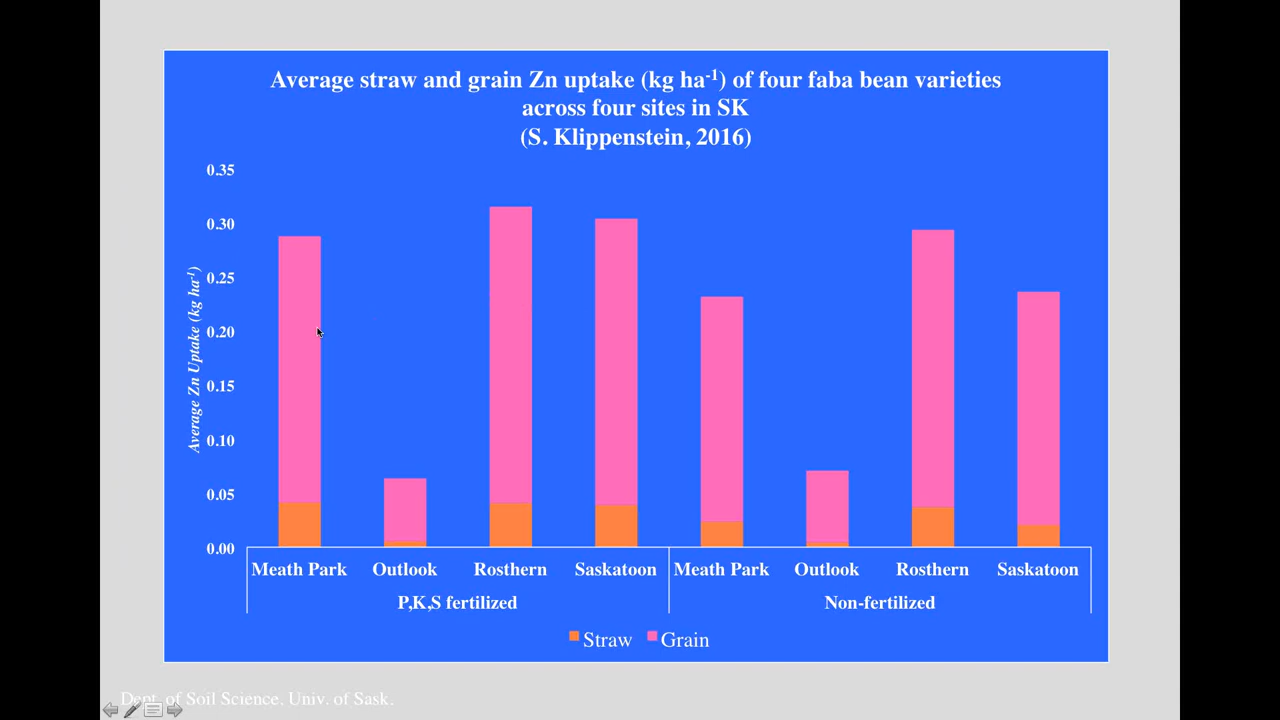 Average straw and grain Zn uptake (kg ha-1) of four faba bean varieties
across four sites in SK
(S. Klippenstein, 2016)
0.35
0.30
0.25
0.20
0.15
0.10
0.05
0.00
Average Zn Uptake (kg ha-1)
Meath Park Outlook Rosthern Saskatoon Meath Park Outlook Rosthern Saskatoon
P,K,S fertilized Non-fertilized
Straw Grain
Dept. of Soil Science, Univ. of Sask.